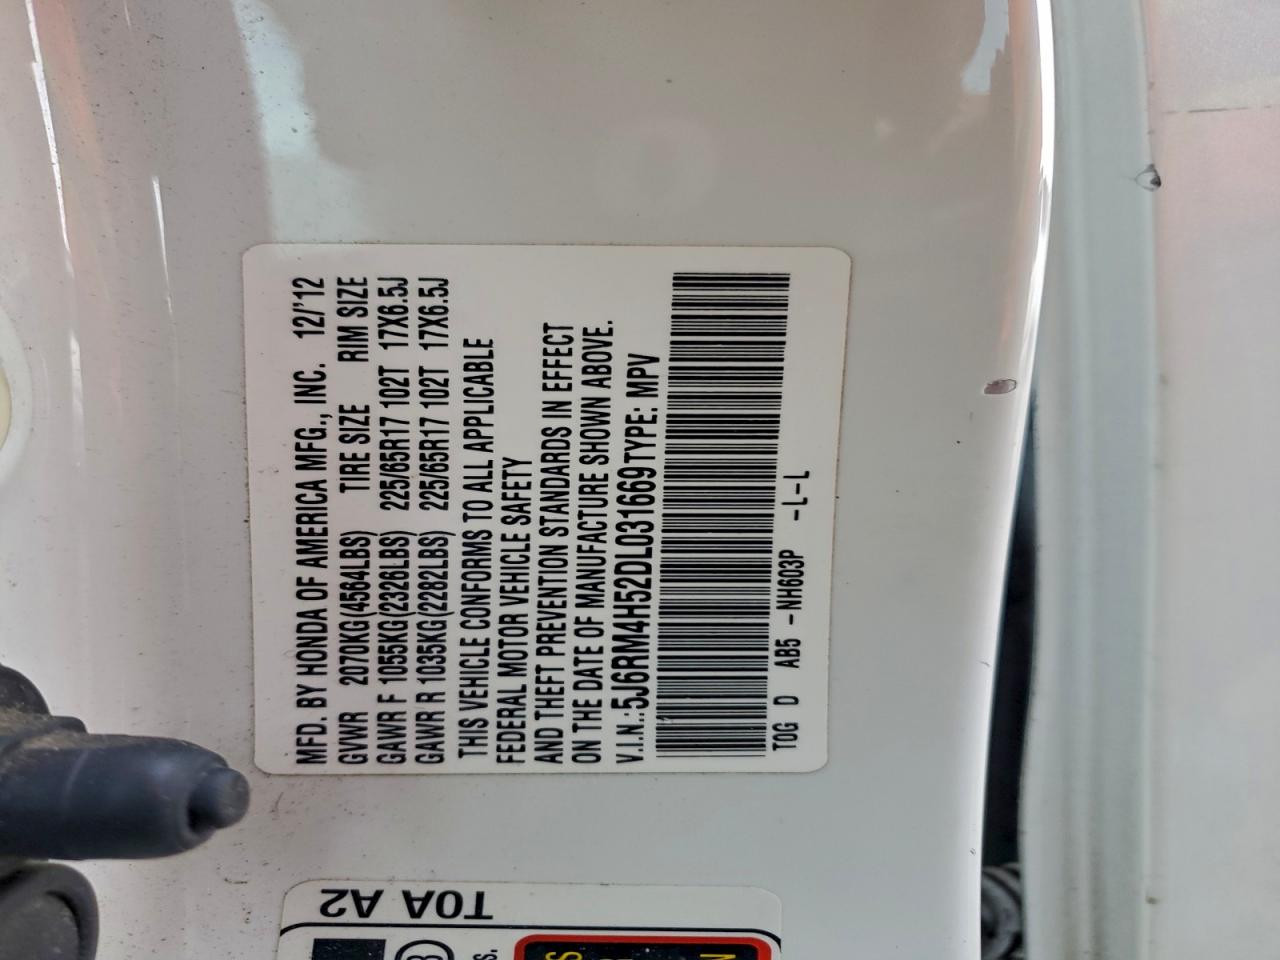 MFD. BY HONDA OF AMERICA MFG., INC. 12/'12
GVWR 2070KG(4564LBS) TIRE SIZE RIM SIZE
GAWR F 1055KG(2326LBS) 225/65R17 102T 17X6.5J
GAWR R 1035KG(2282LBS) 225/65R17 102T 17X6.5J
THIS VEHICLE CONFORMS TO ALL APPLICABLE
FEDERAL MOTOR VEHICLE SAFETY
AND THEFT PREVENTION STANDARDS IN EFFECT
ON THE DATE OF MANUFACTURE SHOWN ABOVE.
V.I.N.:5J6RM4H52DL031669 TYPE: MPV
TOG D AB5 -NH603P -L-L
T0A A2